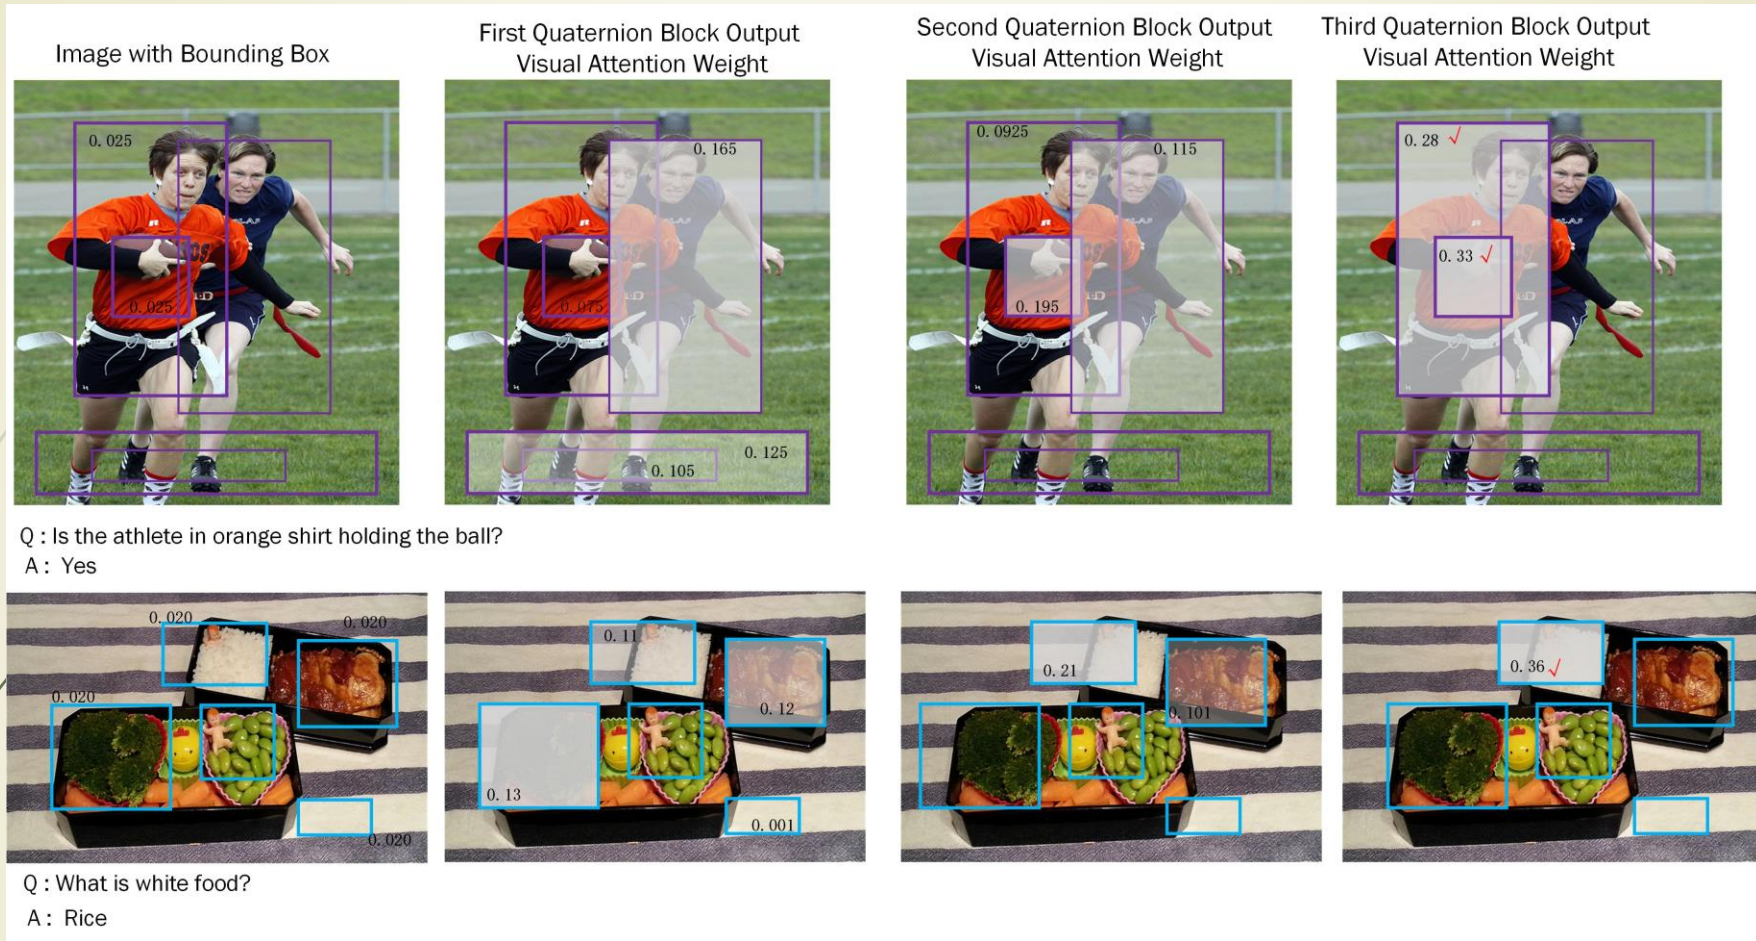 Image with Bounding Box
First Quaternion Block Output
Visual Attention Weight
Second Quaternion Block Output
Visual Attention Weight
Third Quaternion Block Output
Visual Attention Weight
0. 025
0. 025
0. 165
0. 075
0. 125
0. 105
0. 0925
0. 115
0. 195
0. 28 √
0. 33 √
Q : Is the athlete in orange shirt holding the ball?
A : Yes
0. 020
0. 020
0. 020
0. 020
0. 11
0. 12
0. 13
0. 001
0. 21
0. 101
0. 36 √
Q : What is white food?
A : Rice